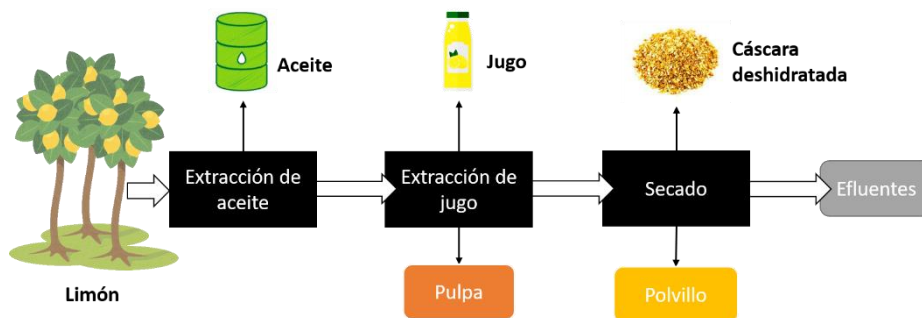 Aceite
Jugo
Cáscara
deshidratada
Extracción de
aceite
Extracción de
jugo
Secado
Efluentes
Limón
Pulpa
Polvillo